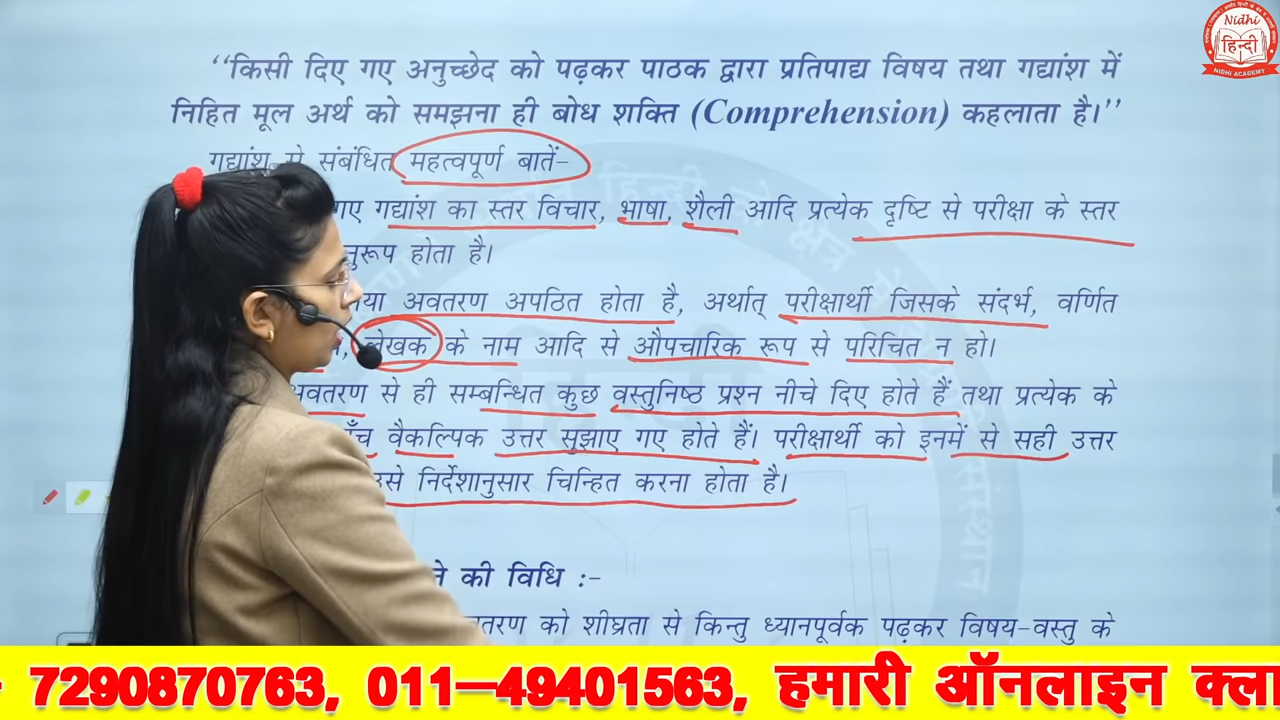 Nidhi
हिन्दी
NIDHI ACADEMY
‘‘किसी दिए गए अनुच्छेद को पढ़कर पाठक द्वारा प्रतिपाद्य विषय तथा गद्यांश में
निहित मूल अर्थ को समझना ही बोध शक्ति (Comprehension) कहलाता है।’’
गद्यांश से संबंधित महत्वपूर्ण बातें-
गए गद्यांश का स्तर विचार, भाषा, शैली आदि प्रत्येक दृष्टि से परीक्षा के स्तर
होता है।
अवतरण अपठित होता है, अर्थात् परीक्षार्थी जिसके संदर्भ, वर्णित
लेखक के नाम आदि से औपचारिक रूप से परिचित न हो।
अवतरण से ही सम्बन्धित कुछ वस्तुनिष्ठ प्रश्न नीचे दिए होते हैं तथा प्रत्येक के
वैकल्पिक उत्तर सुझाए गए होते हैं। परीक्षार्थी को इनमें से सही उत्तर
उसे निर्देशानुसार चिन्हित करना होता है।
की विधि :-
को शीघ्रता से किन्तु ध्यानपूर्वक पढ़कर विषय-वस्तु के
7290870763, 011–49401563, हमारी ऑनलाइन